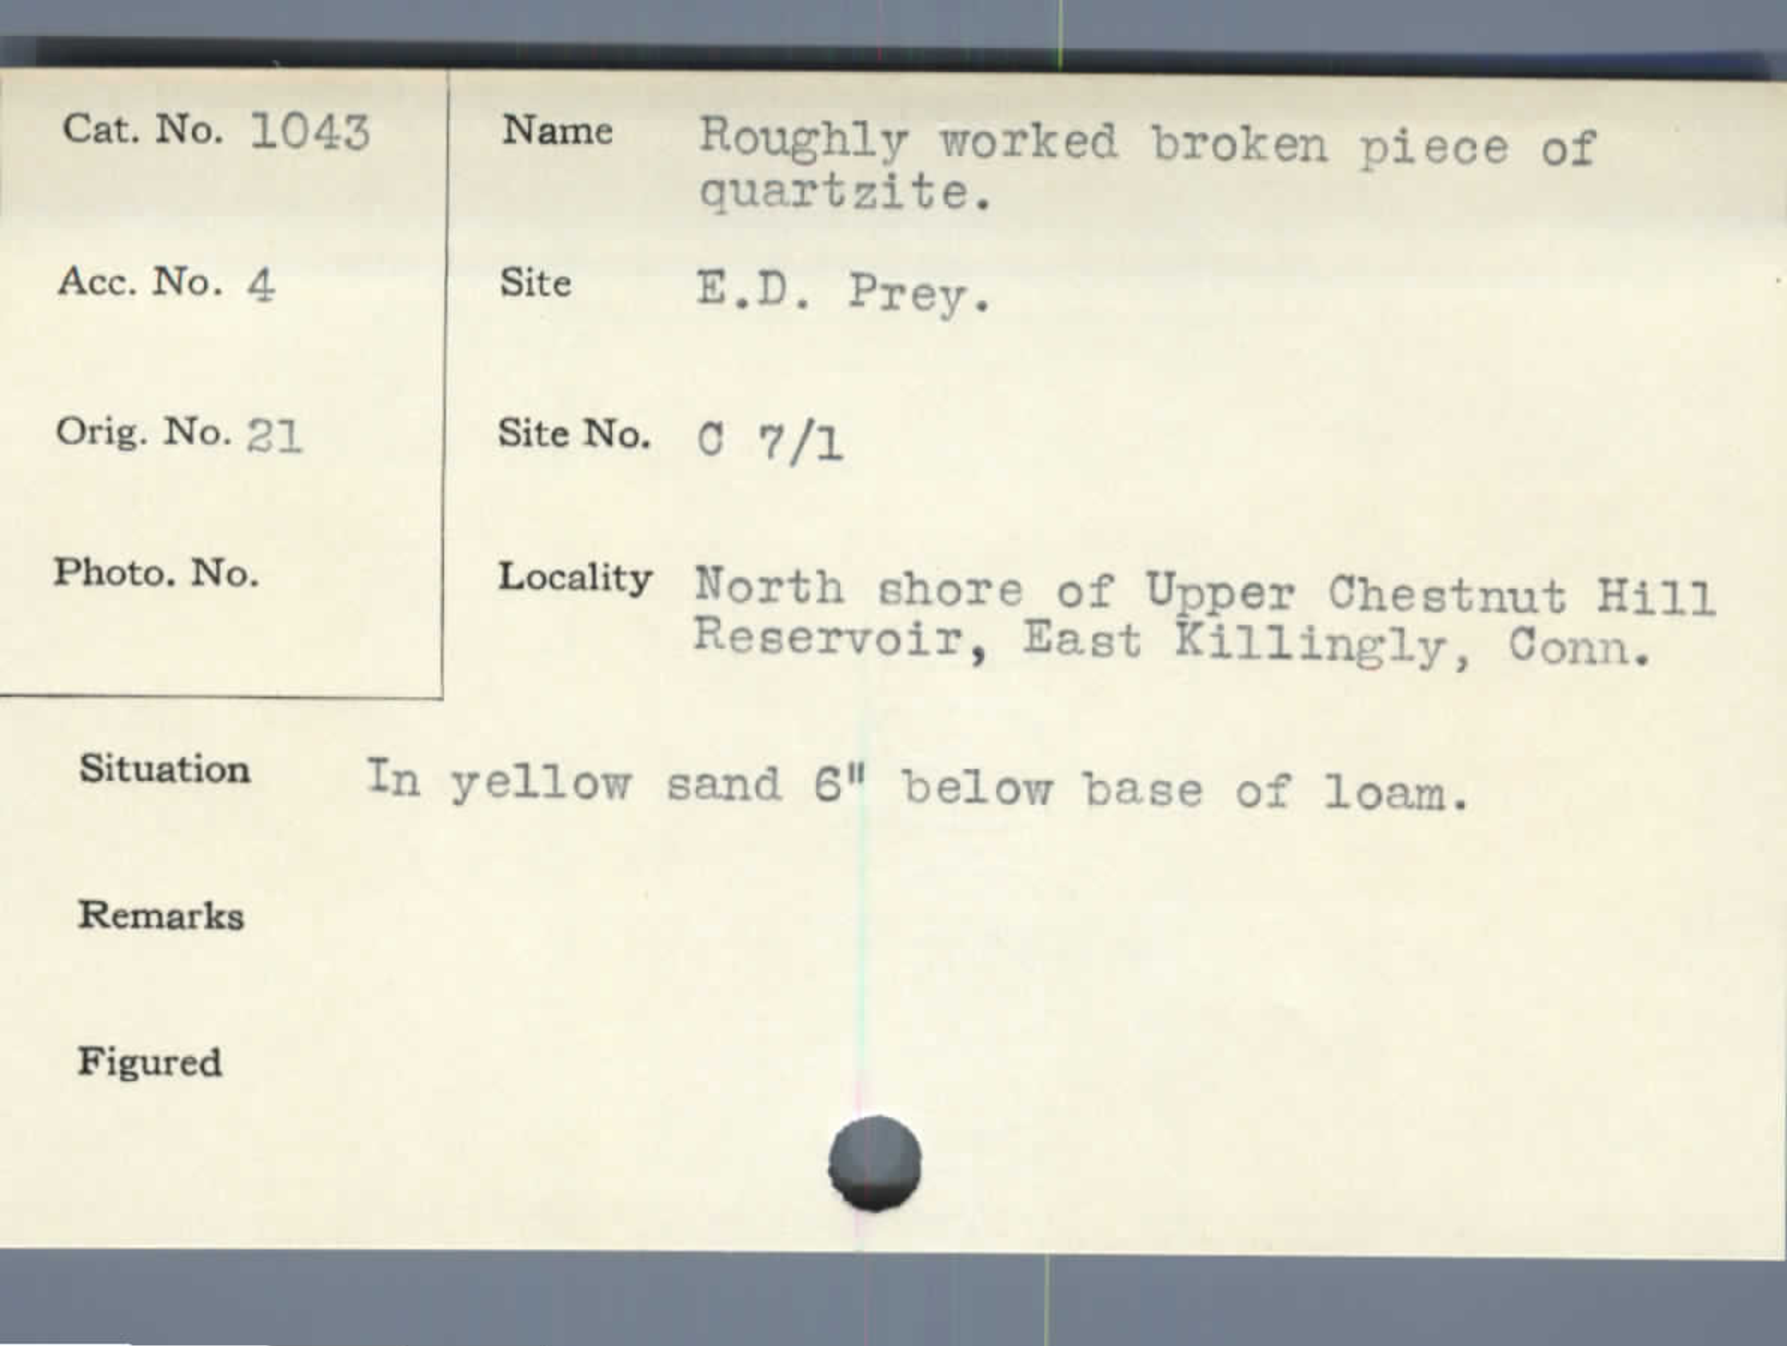 Cat. No. 1043
Name Roughly worked broken piece of
quartzite.
Acc. No. 4
Site E.D. Prey.
Orig. No. 21
Site No. C 7/1
Photo. No.
Locality North shore of Upper Chestnut Hill
Reservoir, East Killingly, Conn.
Situation In yellow sand 6" below base of loam.
Remarks
Figured